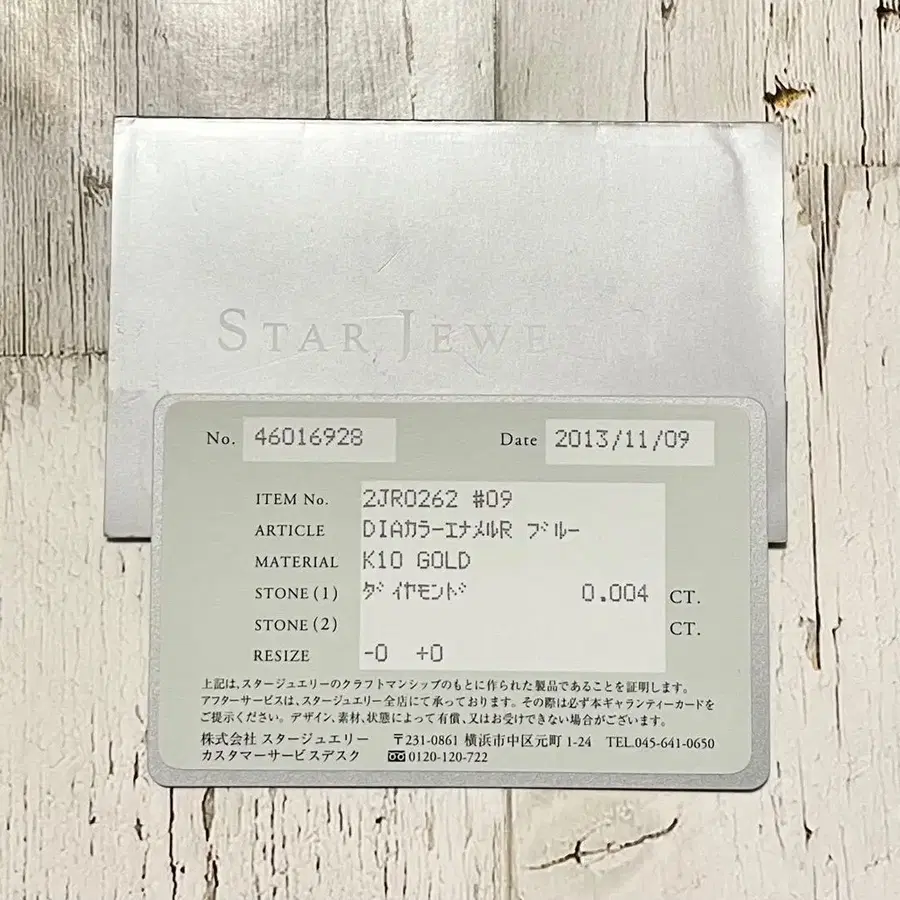 STAR JEWE
No. 46016928 Date 2013/11/09
ITEM No. 2JR0262 #09
ARTICLE DIAカラーエナメルR ブルー
MATERIAL K10 GOLD
STONE (1) ダイヤモンド 0.004 CT.
STONE (2) CT.
RESIZE -0 +0
上記は、スタージュエリーのクラフトマンシップのもとに作られた製品であることを証明します。
アフターサービスは、スタージュエリー全店にて承っております。その際は必ず本ギャランティーカードを
ご提示ください。デザイン、素材、状態によって有償、又はお受けできない場合がございます。
株式会社 スタージュエリー 〒231-0861 横浜市中区元町 1-24 TEL.045-641-0650
カスタマーサービスデスク 0120-120-722